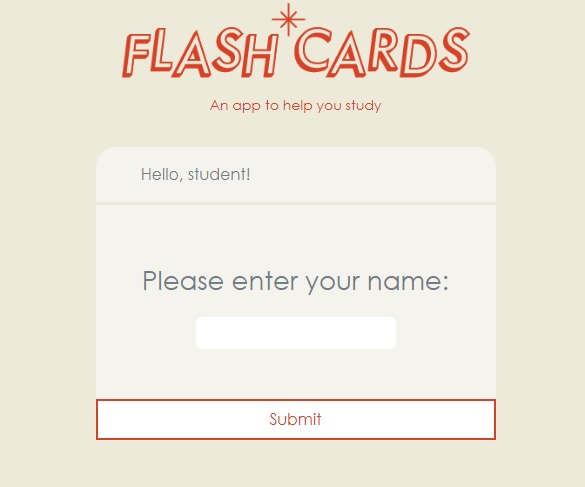 FLASH CARDS
An app to help you study
Hello, student!
Please enter your name:
Submit